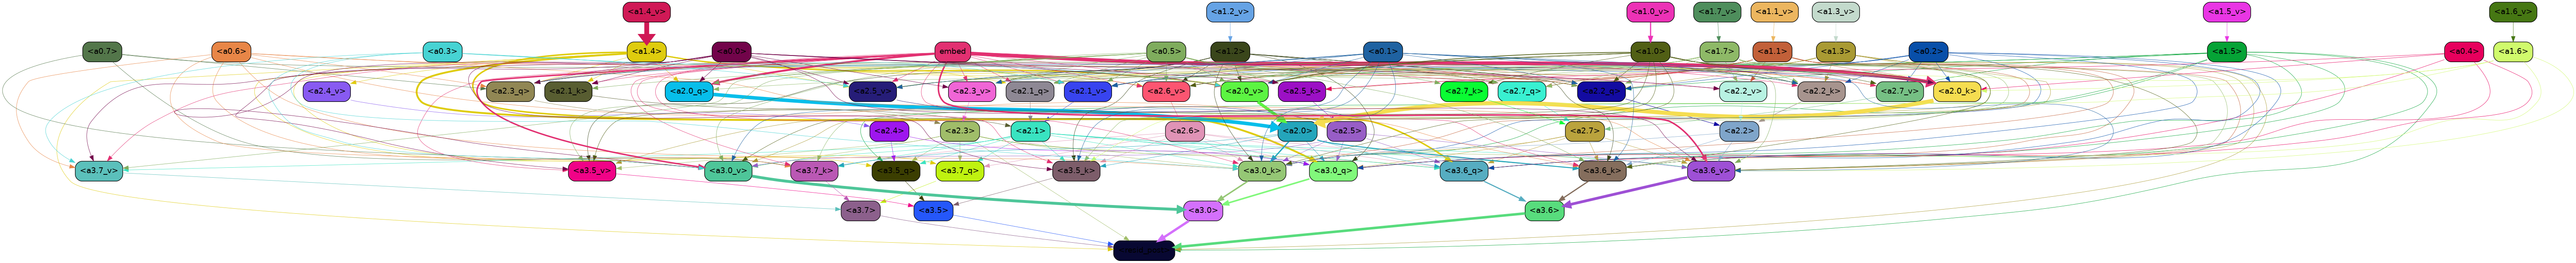 <a1.4_v> <a1.2_v> <a1.0_v> <a1.7_v> <a1.1_v> <a1.3_v> <a1.5_v> <a1.6_v>
<a0.7> <a0.6> <a0.3> <a1.4> <a0.0> embed <a0.5> <a1.2> <a0.1> <a1.0> <a1.7> <a1.1> <a1.3> <a0.2> <a1.5> <a0.4> <a1.6>
<a2.4_v> <a2.3_q> <a2.1_k> <a2.0_q> <a2.5_v> <a2.3_v> <a2.1_q> <a2.1_v> <a2.6_v> <a2.0_v> <a2.5_k> <a2.7_k> <a2.7_q> <a2.2_q> <a2.2_v> <a2.2_k> <a2.7_v> <a2.0_k>
<a2.4> <a2.3> <a2.1> <a2.6> <a2.0> <a2.5> <a2.7> <a2.2>
<a3.7_v> <a3.5_v> <a3.0_v> <a3.7_k> <a3.5_q> <a3.7_q> <a3.5_k> <a3.0_k> <a3.0_q> <a3.6_q> <a3.6_k> <a3.6_v>
<a3.7> <a3.5> <a3.0> <a3.6>